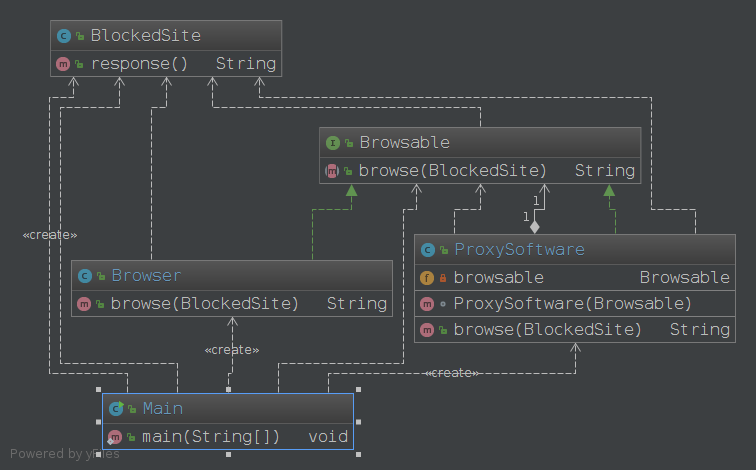 BlockedSite
response() String
Browsable
browse(BlockedSite) String
1
1
«create»
ProxySoftware
browsable Browsable
ProxySoftware(Browsable)
browse(BlockedSite) String
Browser
browse(BlockedSite) String
«create»
«create»
Main
main(String[]) void
Powered by yFiles